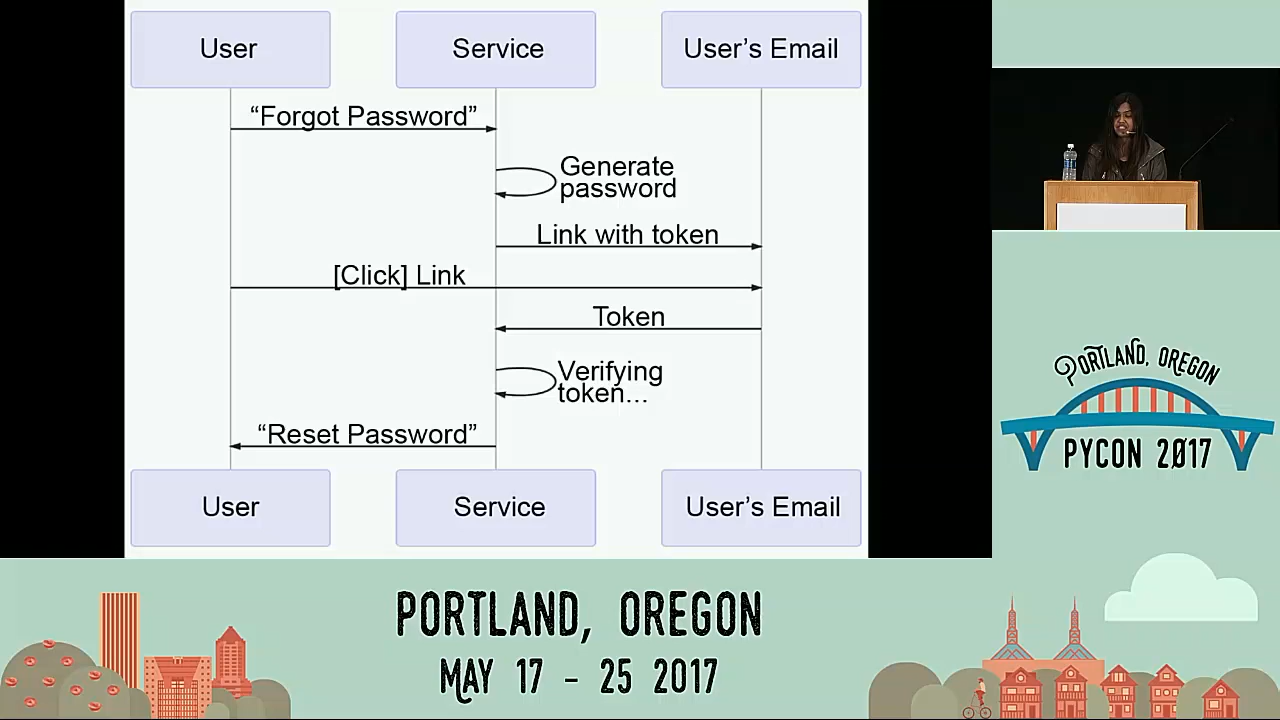 User
Service
User’s Email
“Forgot Password”
Generate
password
Link with token
[Click] Link
Token
Verifying
token...
“Reset Password”
User
Service
User’s Email
PORTLAND, OREGON
PYCON 2017
PORTLAND, OREGON
MAY 17 - 25 2017